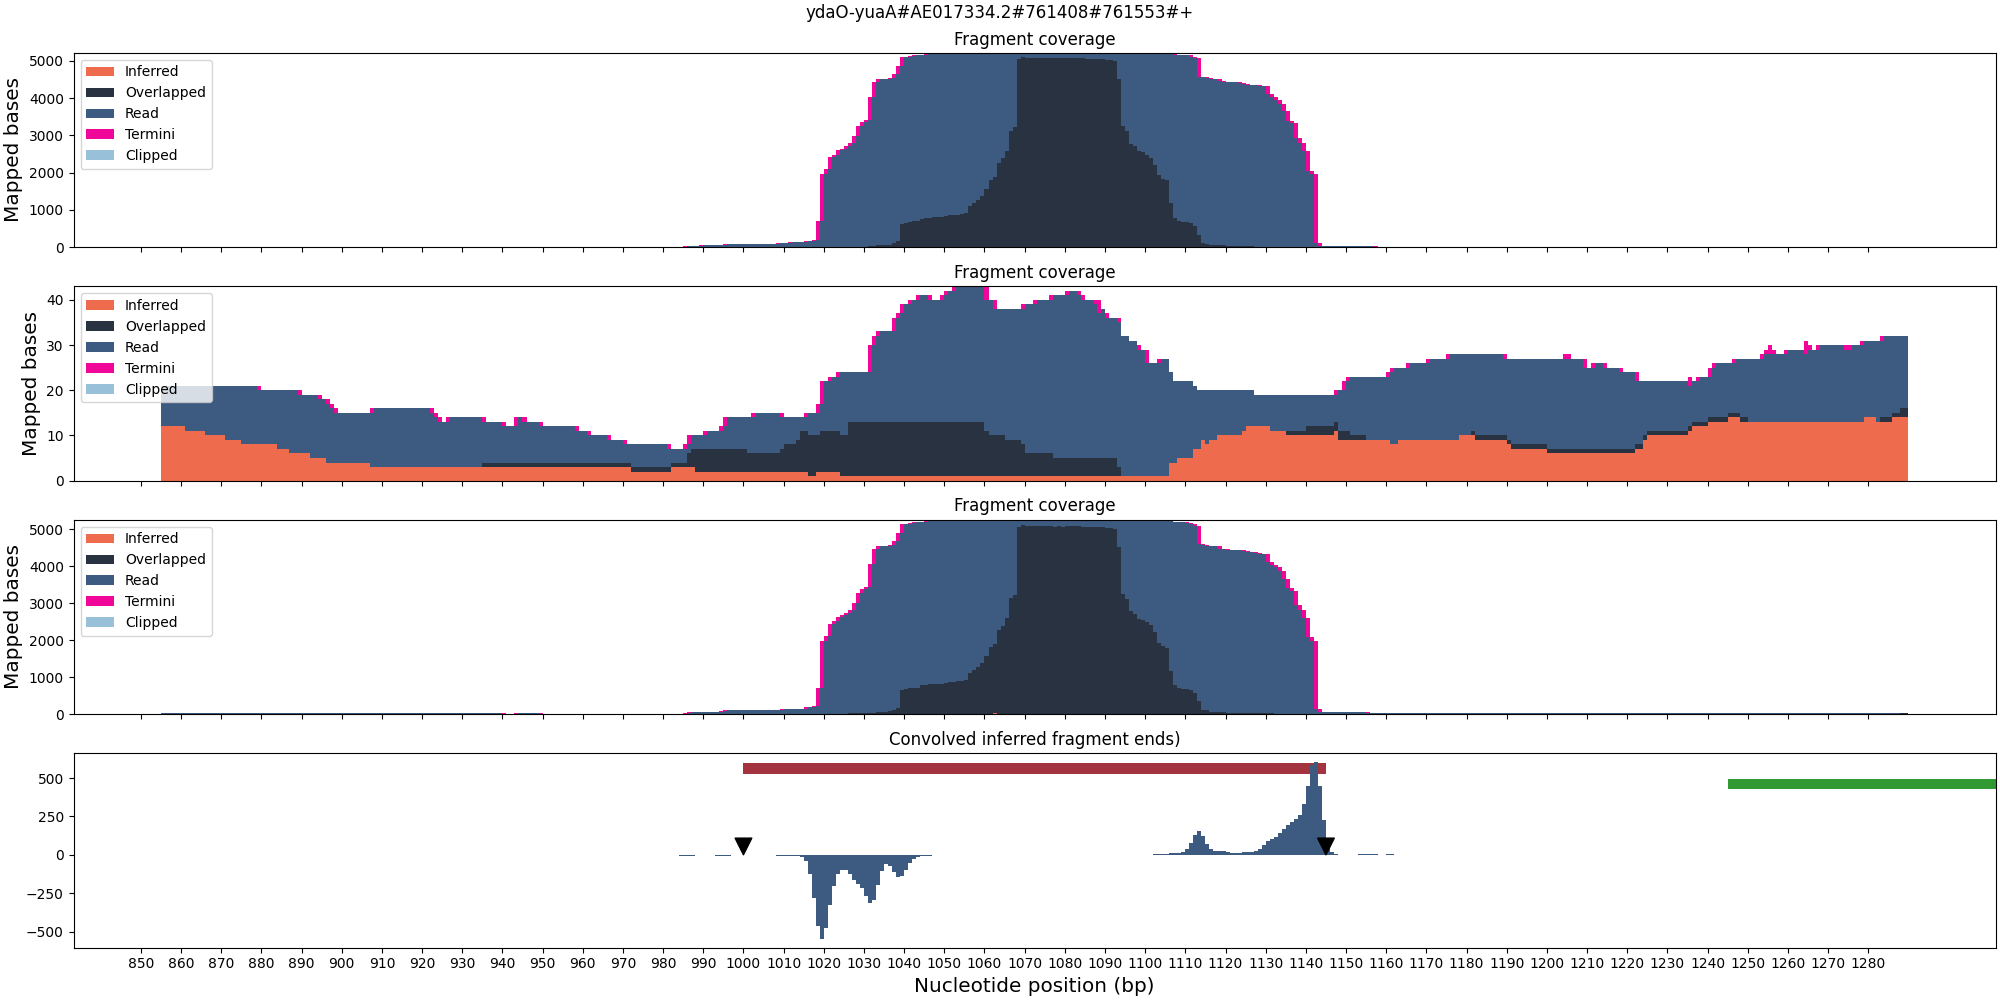 ydaO-yuaA#AE017334.2#761408#761553#+
Fragment coverage
Mapped bases
5000
4000
3000
2000
1000
0
Inferred
Overlapped
Read
Termini
Clipped
Fragment coverage
Mapped bases
40
30
20
10
0
Inferred
Overlapped
Read
Termini
Clipped
Fragment coverage
Mapped bases
5000
4000
3000
2000
1000
0
Inferred
Overlapped
Read
Termini
Clipped
Convolved inferred fragment ends)
500
250
0
−250
−500
850 860 870 880 890 900 910 920 930 940 950 960 970 980 990 1000 1010 1020 1030 1040 1050 1060 1070 1080 1090 1100 1110 1120 1130 1140 1150 1160 1170 1180 1190 1200 1210 1220 1230 1240 1250 1260 1270 1280
Nucleotide position (bp)